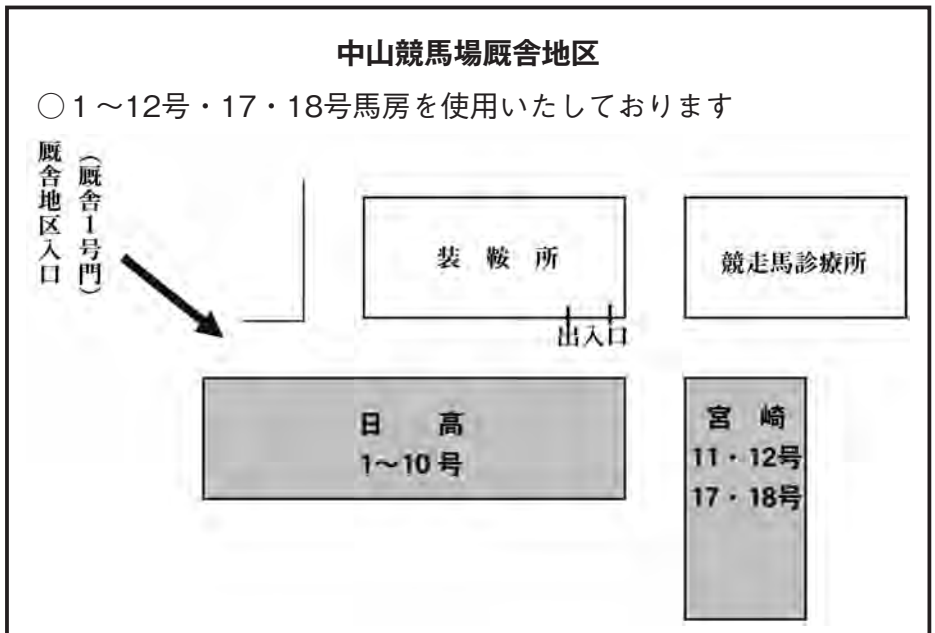 中山競馬場厩舎地区
○1～12号・17・18号馬房を使用いたしております
厩舎地区入口
（厩舎1号門）
装鞍所
競走馬診療所
出入口
日高
1～10号
宮崎
11・12号
17・18号